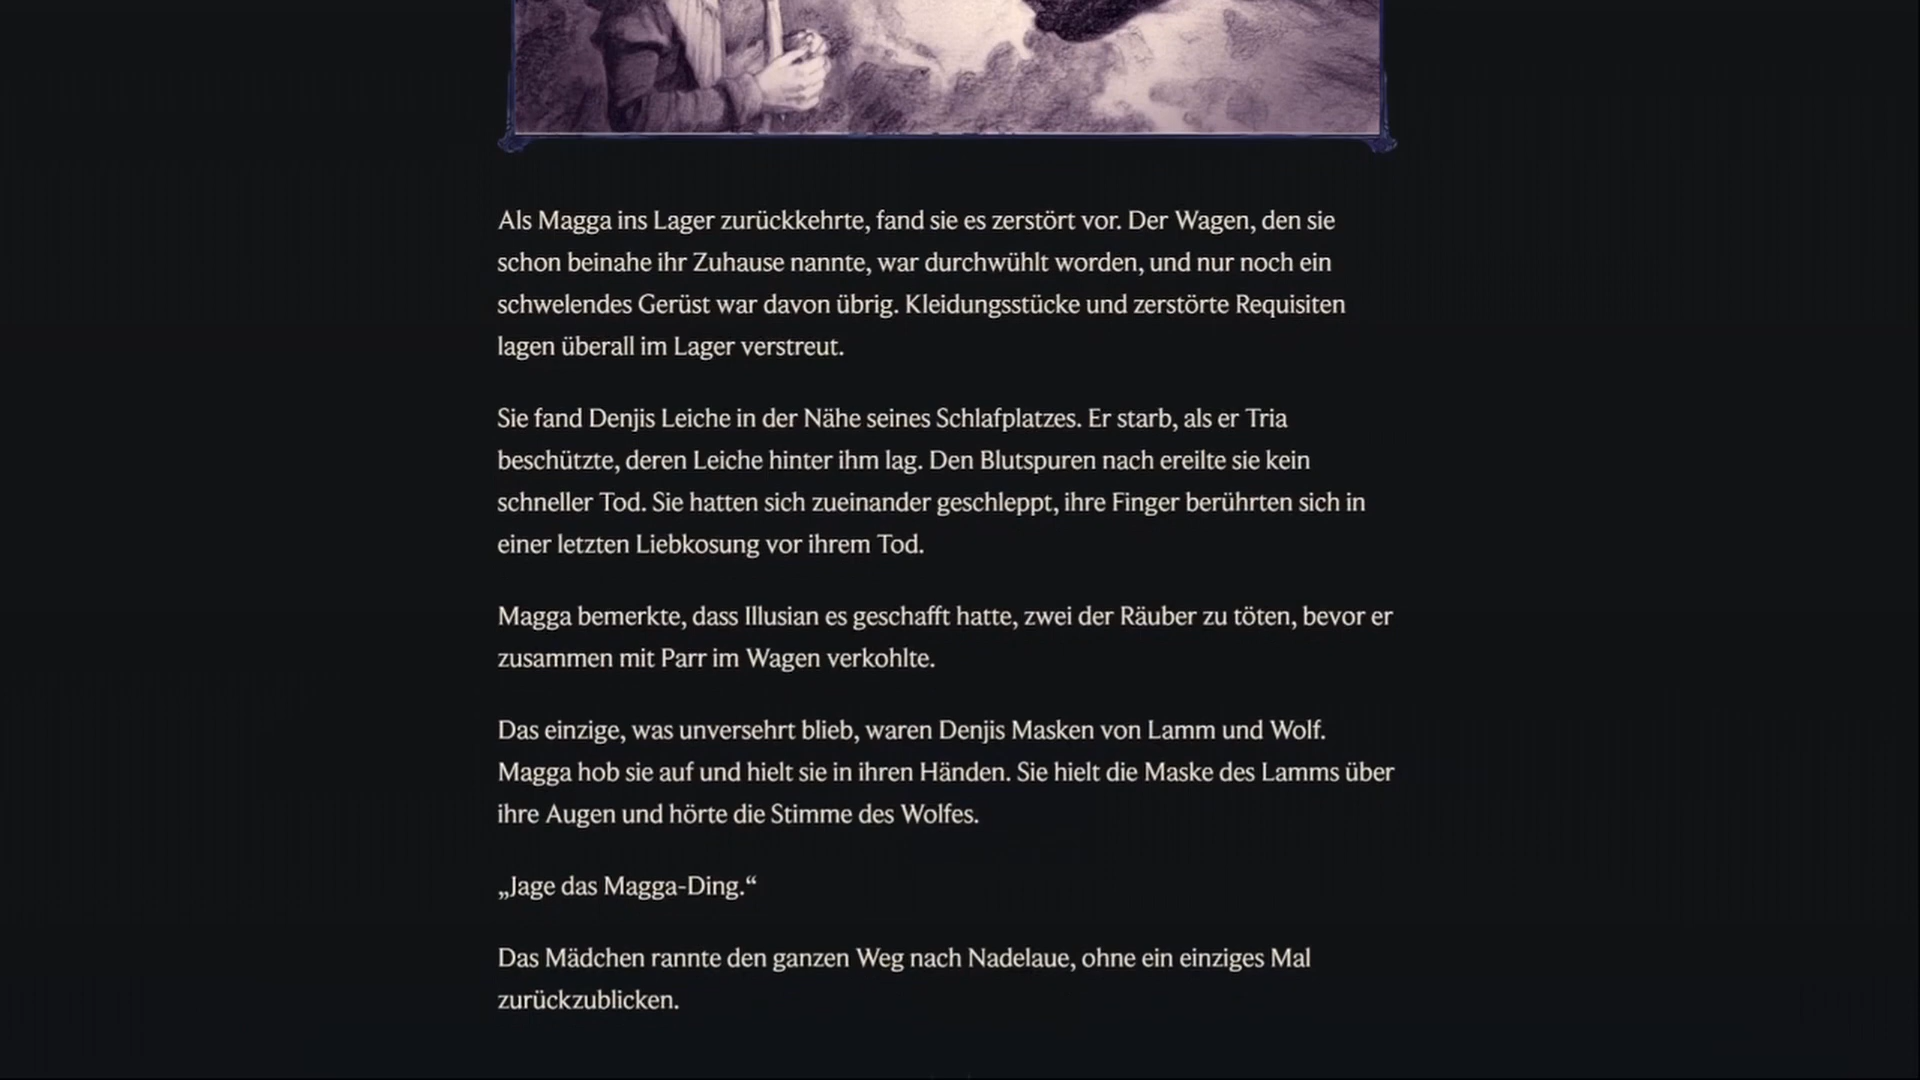 Als Magga ins Lager zurückkehrte, fand sie es zerstört vor. Der Wagen, den sie
schon beinahe ihr Zuhause nannte, war durchwühlt worden, und nur noch ein
schwelendes Gerüst war davon übrig. Kleidungsstücke und zerstörte Requisiten
lagen überall im Lager verstreut.
Sie fand Denjis Leiche in der Nähe seines Schlafplatzes. Er starb, als er Tria
beschützte, deren Leiche hinter ihm lag. Den Blutspuren nach ereilte sie kein
schneller Tod. Sie hatten sich zueinander geschleppt, ihre Finger berührten sich in
einer letzten Liebkosung vor ihrem Tod.
Magga bemerkte, dass Illusian es geschafft hatte, zwei der Räuber zu töten, bevor er
zusammen mit Parr im Wagen verkohlte.
Das einzige, was unversehrt blieb, waren Denjis Masken von Lamm und Wolf.
Magga hob sie auf und hielt sie in ihren Händen. Sie hielt die Maske des Lamms über
ihre Augen und hörte die Stimme des Wolfes.
„Jage das Magga-Ding.“
Das Mädchen rannte den ganzen Weg nach Nadelaue, ohne ein einziges Mal
zurückzublicken.